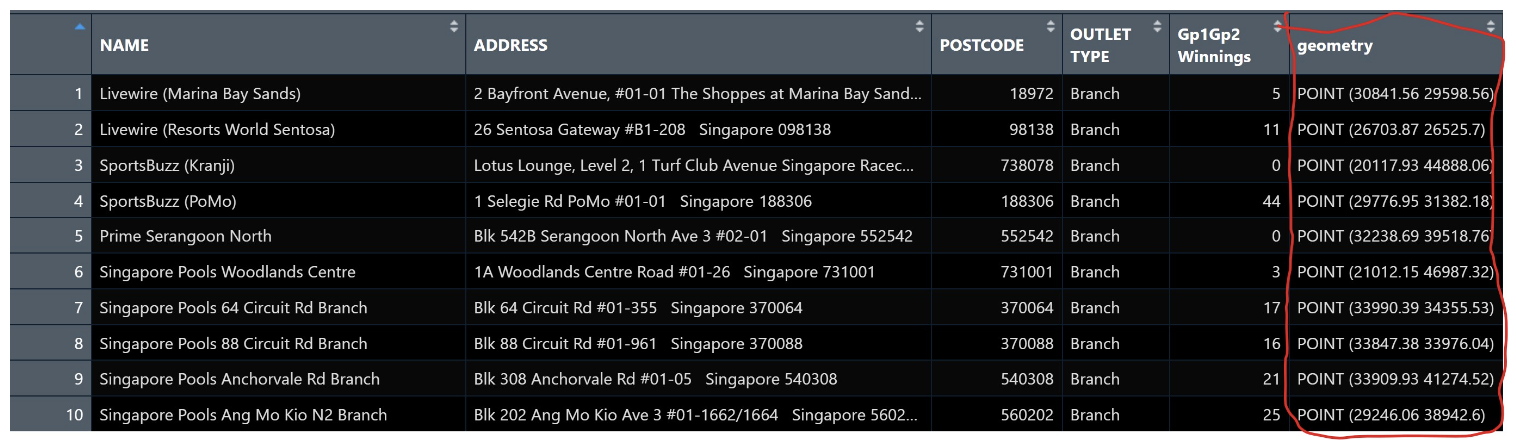 NAME ADDRESS POSTCODE OUTLET TYPE Gp1Gp2 Winnings geometry
1 Livewire (Marina Bay Sands) 2 Bayfront Avenue, #01-01 The Shoppes at Marina Bay Sand... 18972 Branch 5 POINT (30841.56 29598.56)
2 Livewire (Resorts World Sentosa) 26 Sentosa Gateway #B1-208 Singapore 098138 98138 Branch 11 POINT (26703.87 26525.7)
3 SportsBuzz (Kranji) Lotus Lounge, Level 2, 1 Turf Club Avenue Singapore Racec... 738078 Branch 0 POINT (20117.93 44888.06)
4 SportsBuzz (PoMo) 1 Selegie Rd PoMo #01-01 Singapore 188306 188306 Branch 44 POINT (29776.95 31382.18)
5 Prime Serangoon North Blk 542B Serangoon North Ave 3 #02-01 Singapore 552542 552542 Branch 0 POINT (32238.69 39518.76)
6 Singapore Pools Woodlands Centre 1A Woodlands Centre Road #01-26 Singapore 731001 731001 Branch 3 POINT (21012.15 46987.32)
7 Singapore Pools 64 Circuit Rd Branch Blk 64 Circuit Rd #01-355 Singapore 370064 370064 Branch 17 POINT (33990.39 34355.53)
8 Singapore Pools 88 Circuit Rd Branch Blk 88 Circuit Rd #01-961 Singapore 370088 370088 Branch 16 POINT (33847.38 33976.04)
9 Singapore Pools Anchorvale Rd Branch Blk 308 Anchorvale Rd #01-05 Singapore 540308 540308 Branch 21 POINT (33909.93 41274.52)
10 Singapore Pools Ang Mo Kio N2 Branch Blk 202 Ang Mo Kio Ave 3 #01-1662/1664 Singapore 5602... 560202 Branch 25 POINT (29246.06 38942.6)